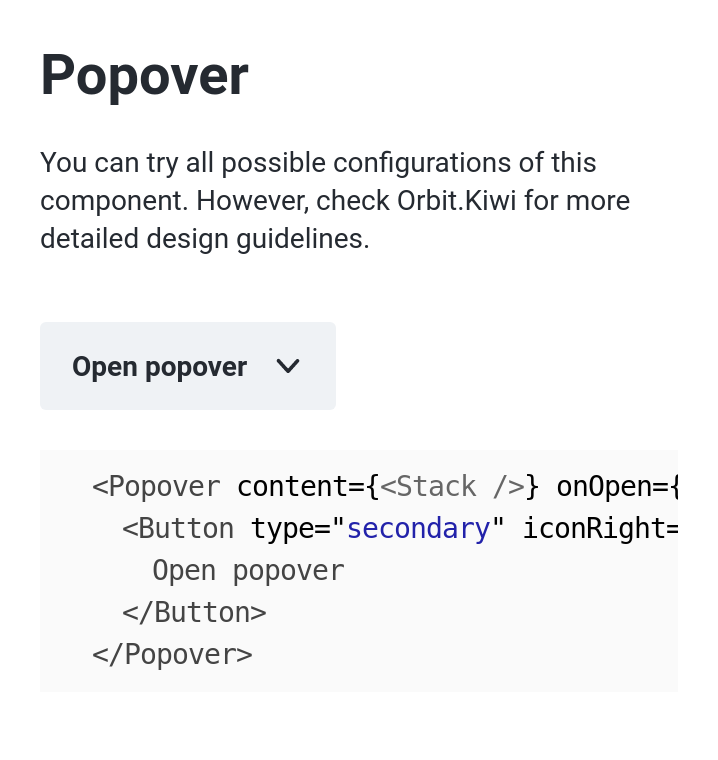 Popover
You can try all possible configurations of this
component. However, check Orbit.Kiwi for more
detailed design guidelines.
Open popover
<Popover content={<Stack />} onOpen={
<Button type="secondary" iconRight=
Open popover
</Button>
</Popover>